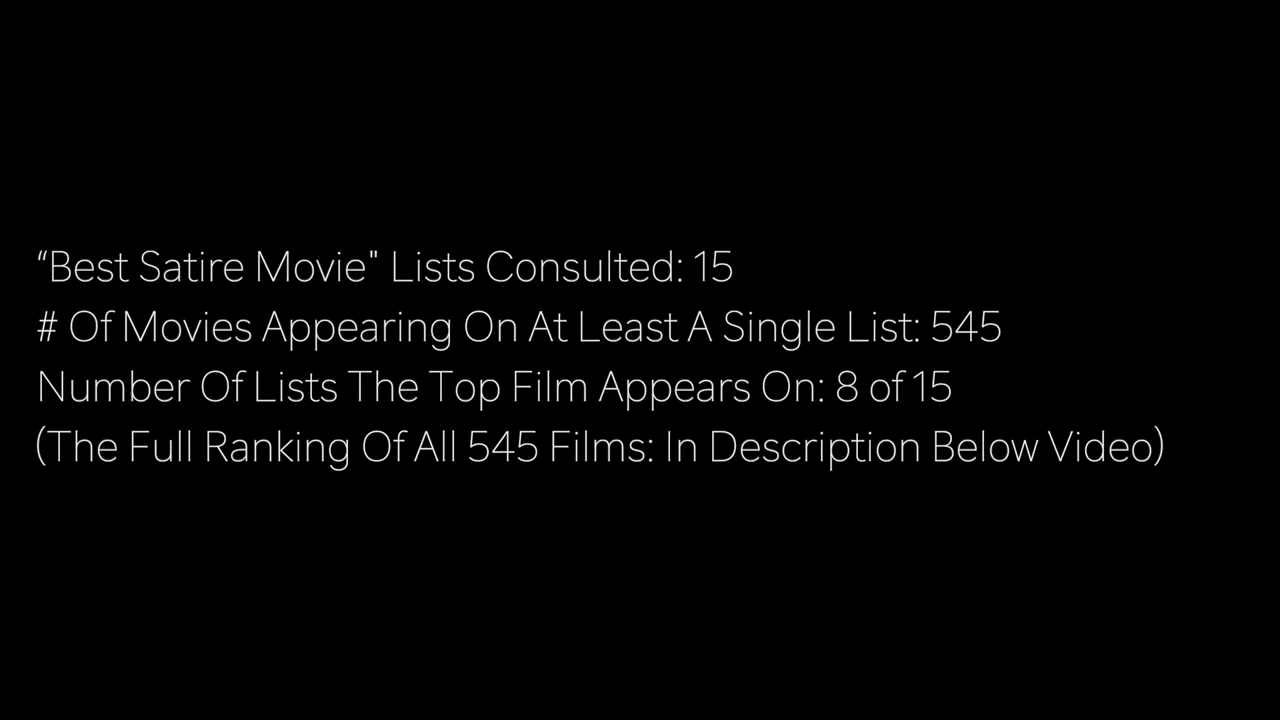 “Best Satire Movie" Lists Consulted: 15
# Of Movies Appearing On At Least A Single List: 545
Number Of Lists The Top Film Appears On: 8 of 15
(The Full Ranking Of All 545 Films: In Description Below Video)